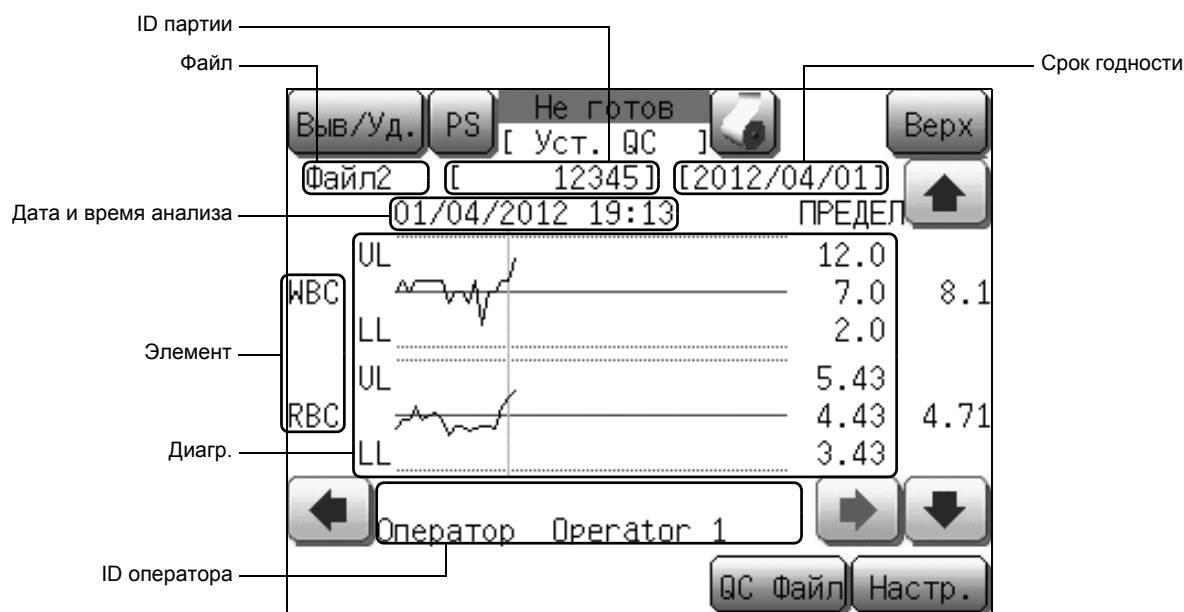 ID партии
Файл
Срок годности
Выв/Уд.
PS
Не готов
[ Уст. QC ]
Верх
Файл2
[ 12345]
[2012/04/01]
Дата и время анализа
01/04/2012 19:13
ПРЕДЕЛ
UL
12.0
WBC
7.0
8.1
LL
2.0
Элемент
UL
5.43
RBC
4.43
4.71
Диагр.
LL
3.43
Оператор Operator 1
ID оператора
QC Файл
Настр.